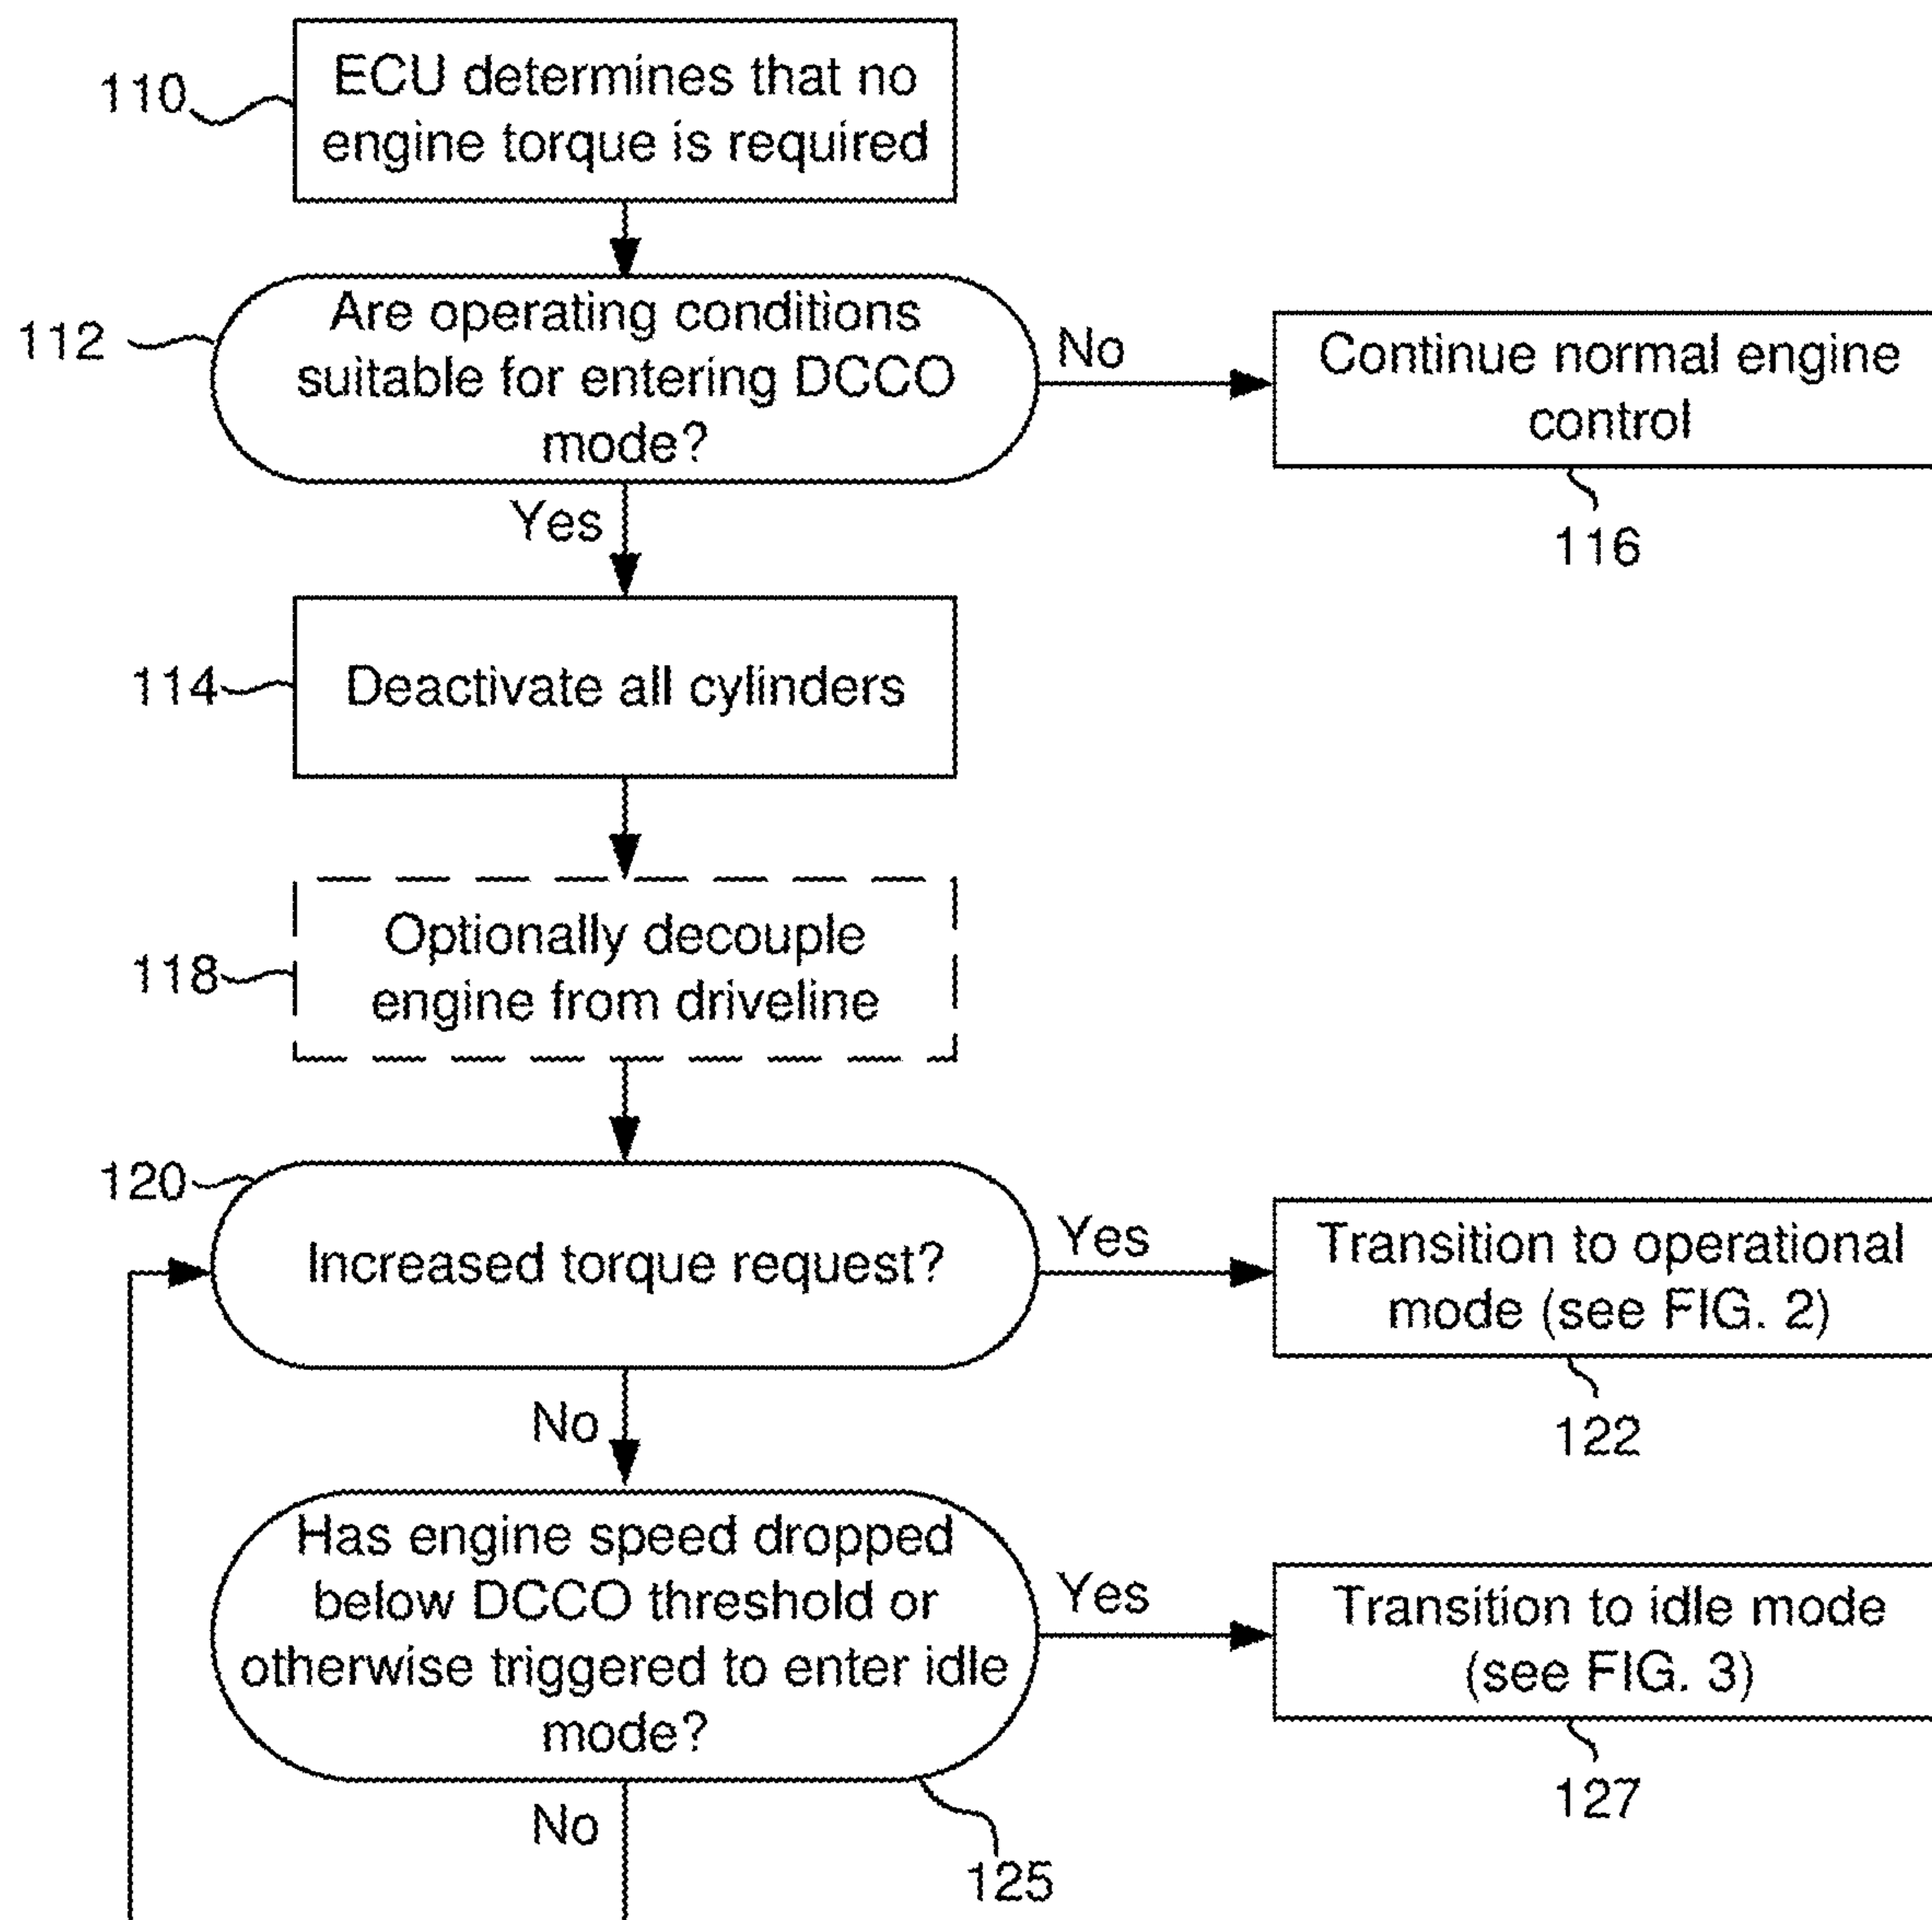 110
ECU determines that no
engine torque is required
112
Are operating conditions
suitable for entering DCCO
mode?
No
Continue normal engine
control
116
Yes
114
Deactivate all cylinders
118
Optionally decouple
engine from driveline
120
Increased torque request?
Yes
Transition to operational
mode (see FIG. 2)
122
No
Has engine speed dropped
below DCCO threshold or
otherwise triggered to enter idle
mode?
Yes
Transition to idle mode
(see FIG. 3)
127
No
125